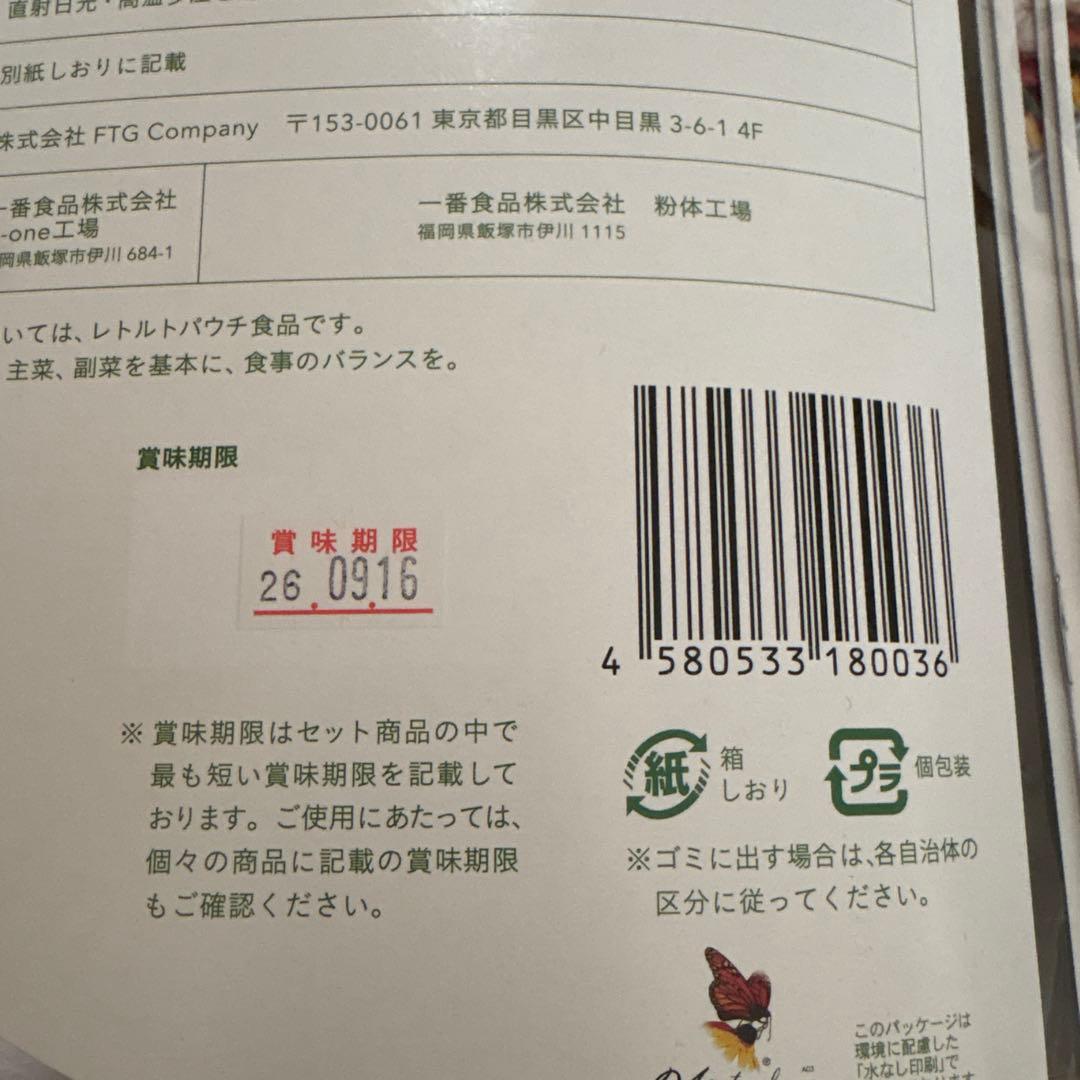 直射日光・高温多湿
別紙しおりに記載
株式会社 FTG Company 〒153-0061 東京都目黒区中目黒 3-6-1 4F
一番食品株式会社
-one工場
岡県飯塚市伊川 684-1
一番食品株式会社 粉体工場
福岡県飯塚市伊川 1115
いては、レトルトパウチ食品です。
主菜、副菜を基本に、食事のバランスを。
賞味期限
賞味期限
26.09.16
4 580533 180036
※賞味期限はセット商品の中で
最も短い賞味期限を記載して
おります。ご使用にあたっては、
個々の商品に記載の賞味期限
もご確認ください。
紙
箱
しおり
プラ
個包装
※ゴミに出す場合は、各自治体の
区分に従ってください。
このパッケージは
環境に配慮した
「水なし印刷」で